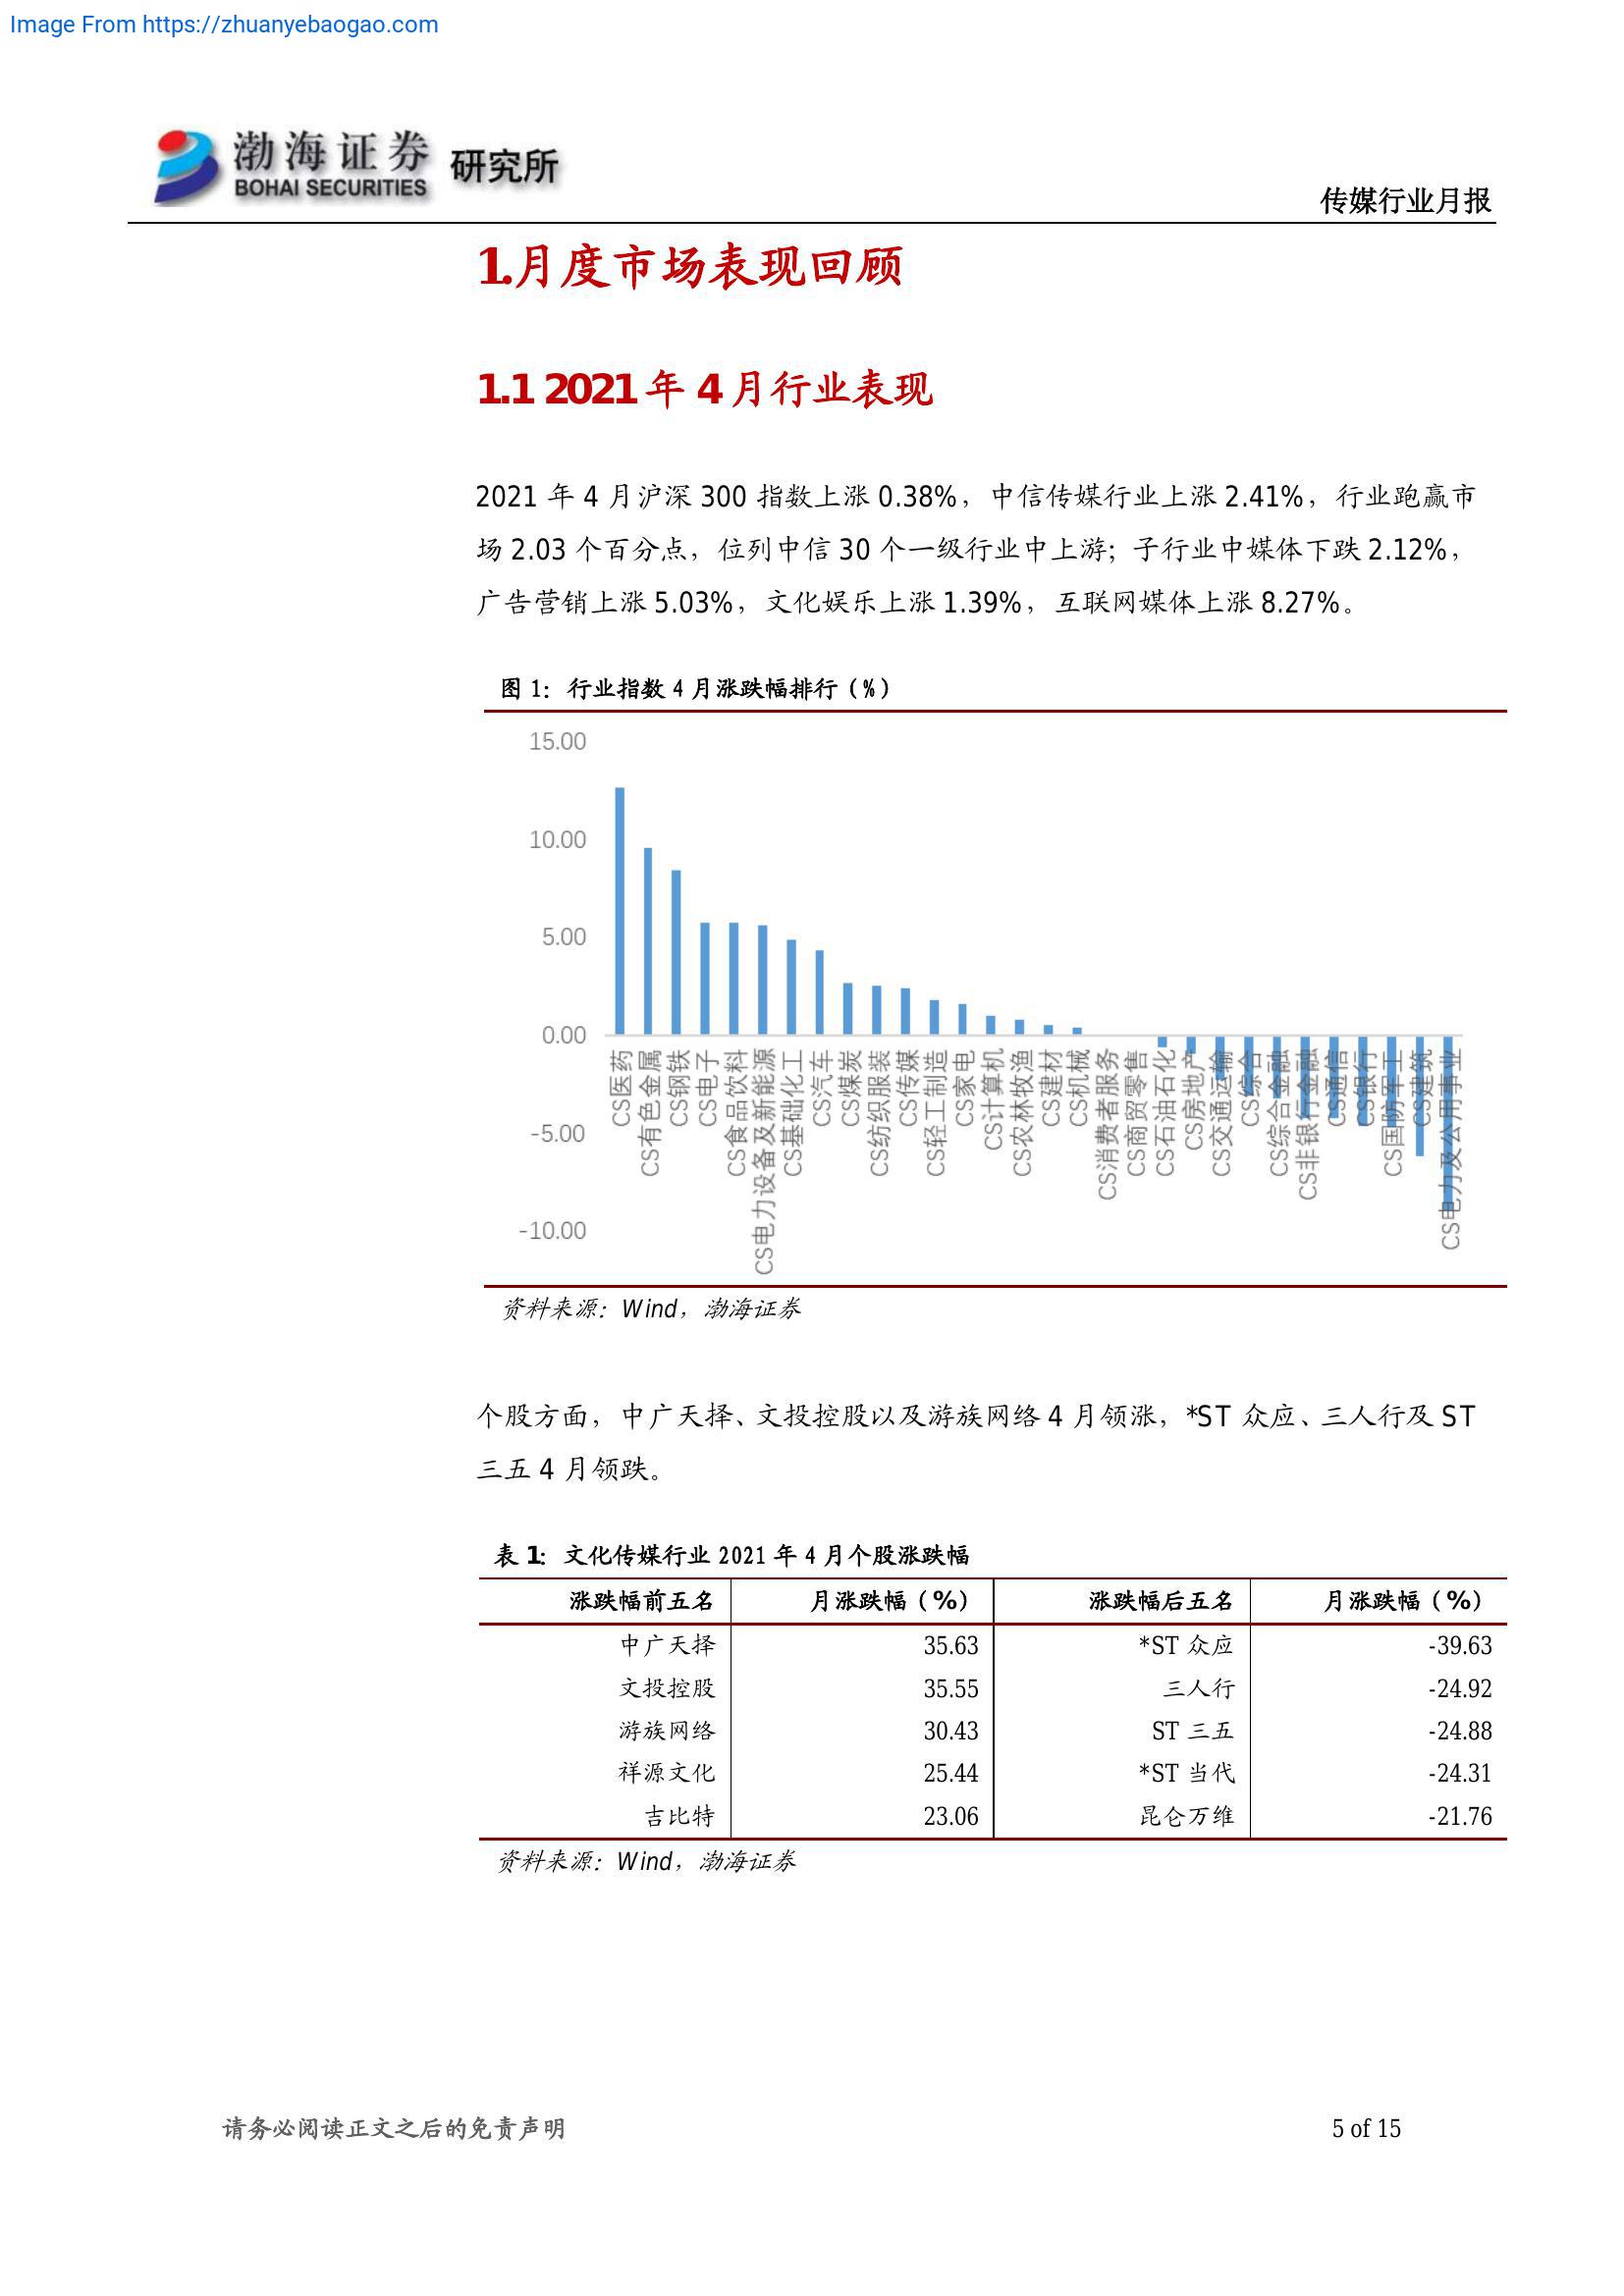 Image From https://zhuanyebaogao.com
渤海证券 研究所
BOHAI SECURITIES
传媒行业月报
1.月度市场表现回顾
1.1 2021 年 4 月行业表现
2021 年 4 月沪深 300 指数上涨 0.38%，中信传媒行业上涨 2.41%，行业跑赢市
场 2.03 个百分点，位列中信 30 个一级行业中上游；子行业中媒体下跌 2.12%，
广告营销上涨 5.03%，文化娱乐上涨 1.39%，互联网媒体上涨 8.27%。
图 1：行业指数 4 月涨跌幅排行（%）
15.00
10.00
5.00
0.00
-5.00
-10.00
CS医药
CS有色金属
CS钢铁
CS电子
CS食品饮料
CS电力设备及新能源
CS基础化工
CS汽车
CS煤炭
CS纺织服装
CS传媒
CS轻工制造
CS家电
CS计算机
CS农林牧渔
CS建材
CS机械
CS消费者服务
CS商贸零售
CS石油石化
CS房地产
CS交通运输
CS综合
CS综合金融
CS非银行金融
CS通信
CS银行
CS国防军工
CS建筑
CS电力及公用事业
资料来源：Wind，渤海证券
个股方面，中广天择、文投控股以及游族网络 4 月领涨，*ST 众应、三人行及 ST
三五 4 月领跌。
表 1：文化传媒行业 2021 年 4 月个股涨跌幅
涨跌幅前五名 月涨跌幅（%） 涨跌幅后五名 月涨跌幅（%）
中广天择 35.63 *ST 众应 -39.63
文投控股 35.55 三人行 -24.92
游族网络 30.43 ST 三五 -24.88
祥源文化 25.44 *ST 当代 -24.31
吉比特 23.06 昆仑万维 -21.76
资料来源：Wind，渤海证券
请务必阅读正文之后的免责声明 5 of 15